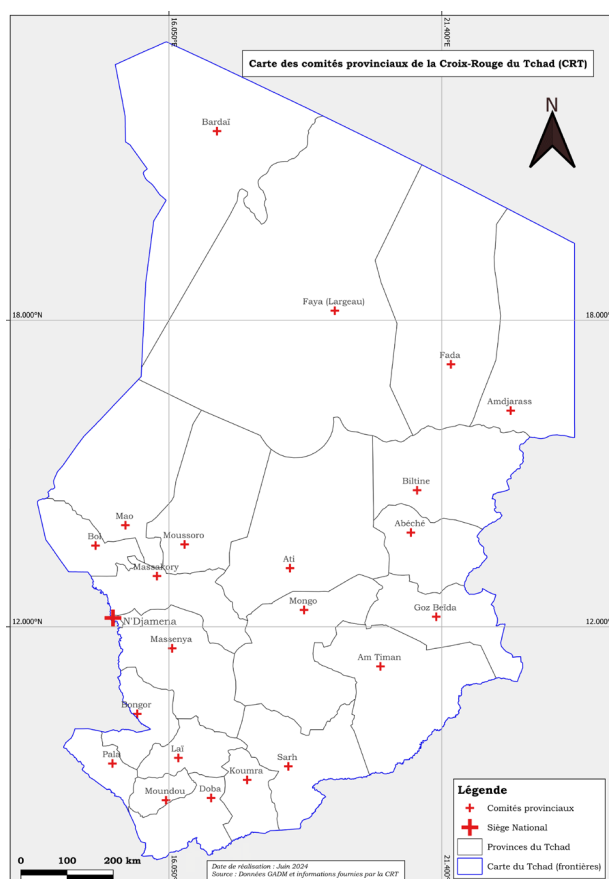 16.050°E
21.400°E
Carte des comités provinciaux de la Croix-Rouge du Tchad (CRT)
N
Bardaï
Faya (Largeau)
18.000°N
18.000°N
Fada
Amdjarass
Biltine
Mao
Abéché
Bol
Moussoro
Ati
Massakory
Mongo
Goz Beïda
N'Djamena
12.000°N
12.000°N
Massenya
Am Timan
Bongor
Laï
Pala
Sarh
Koumra
Doba
Moundou
Légende
Comités provinciaux
Siège National
Provinces du Tchad
Carte du Tchad (frontières)
0 100 200 km
16.050°E
21.400°E
Date de réalisation : Juin 2024
Source : Données GADM et informations fournies par la CRT